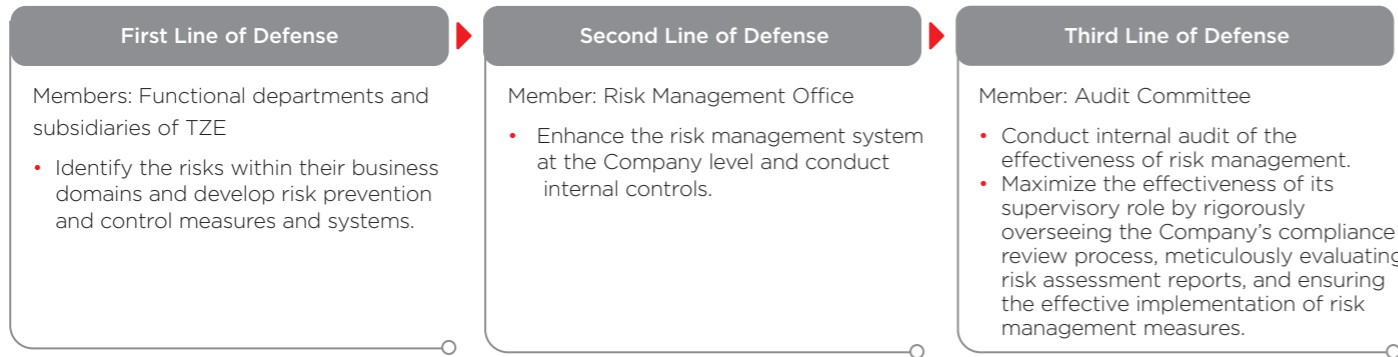 First Line of Defense
Members: Functional departments and
subsidiaries of TZE
• Identify the risks within their business
domains and develop risk prevention
and control measures and systems.
Second Line of Defense
Member: Risk Management Office
• Enhance the risk management system
at the Company level and conduct
internal controls.
Third Line of Defense
Member: Audit Committee
• Conduct internal audit of the
effectiveness of risk management.
• Maximize the effectiveness of its
supervisory role by rigorously
overseeing the Company's compliance
review process, meticulously evaluating
risk assessment reports, and ensuring
the effective implementation of risk
management measures.